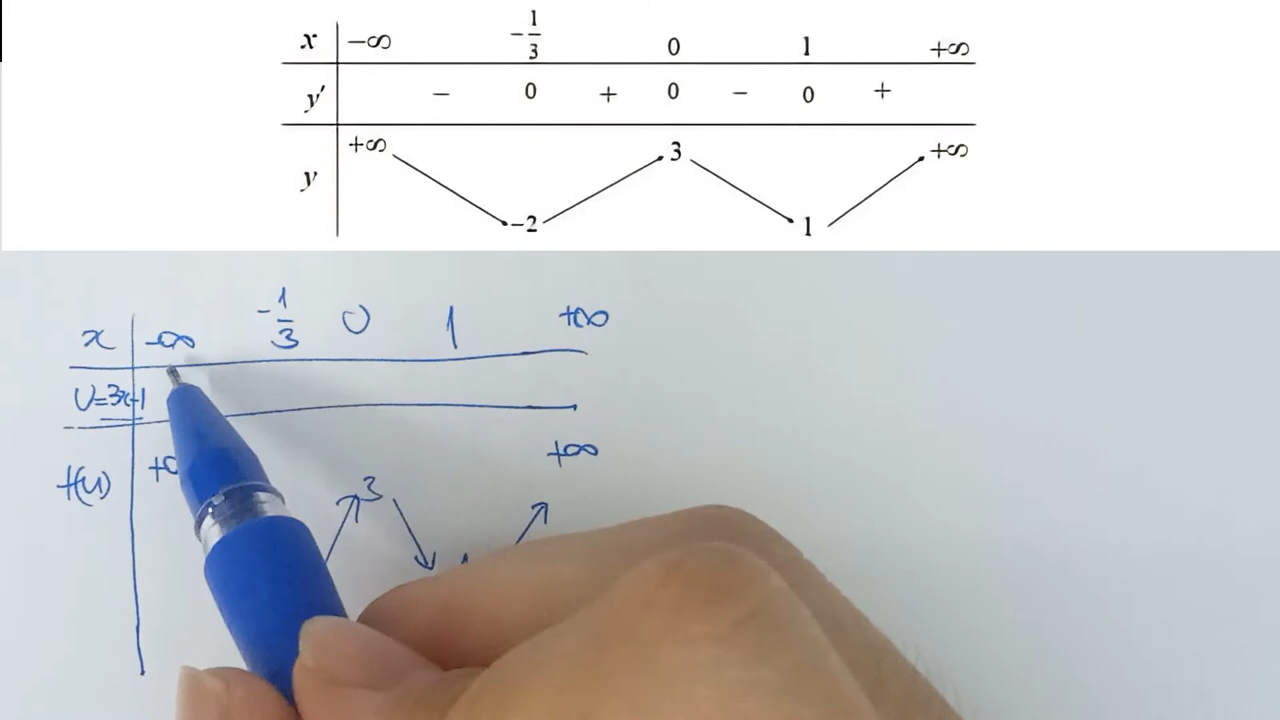 x −∞ −1/3 0 1 +∞
y' − 0 + 0 − 0 +
y +∞ −2 3 1 +∞
x −∞ −1/3 0 1 +∞
U=3x-1
f(u) 3 +∞